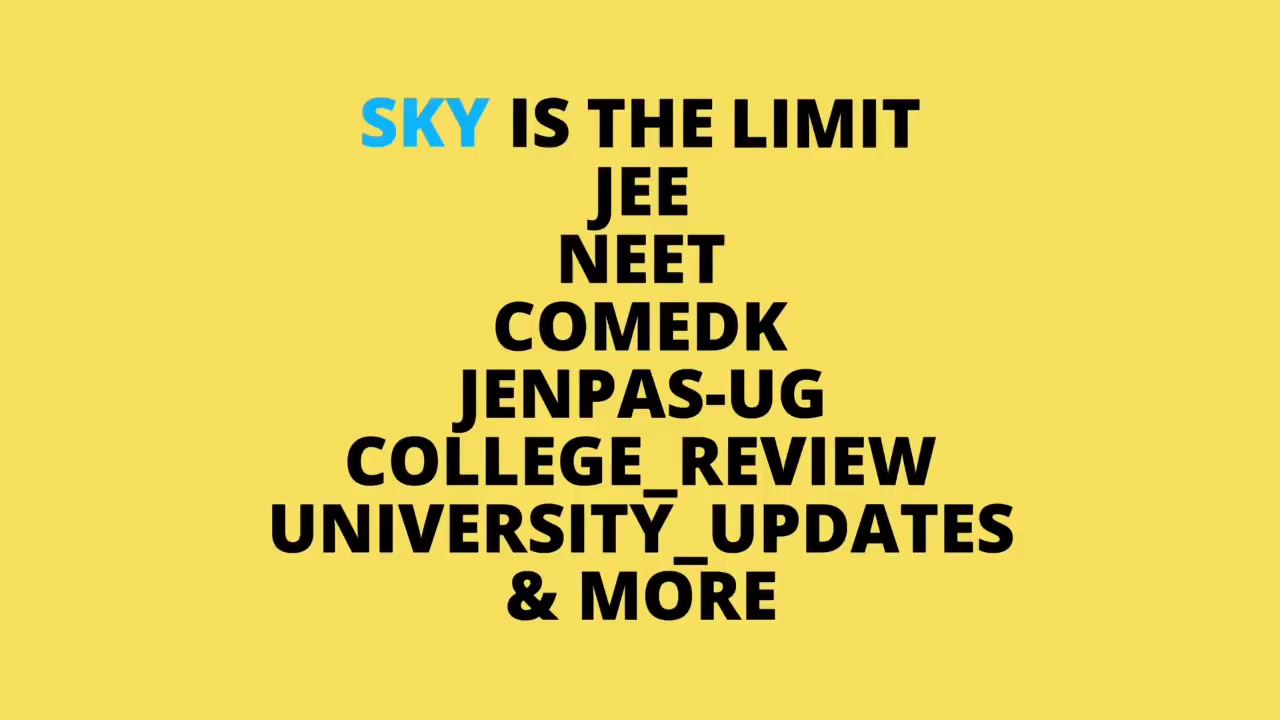 SKY IS THE LIMIT
JEE
NEET
COMEDK
JENPAS-UG
COLLEGE_REVIEW
UNIVERSITY_UPDATES
& MORE